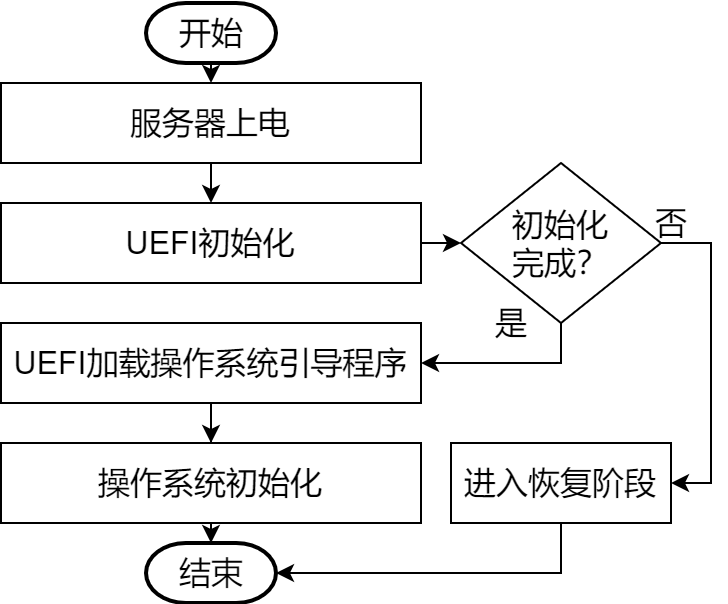 开始
服务器上电
UEFI初始化
初始化
完成?
否
是
UEFI加载操作系统引导程序
操作系统初始化
进入恢复阶段
结束